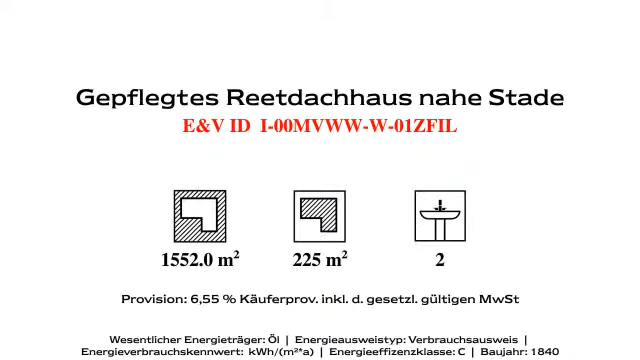 Gepflegtes Reetdachhaus nahe Stade
E&V ID I-00MVWW-W-01ZFIL
1552.0 m² 225 m² 2
Provision: 6,55 % Käuferprov. inkl. d. gesetzl. gültigen MwSt
Wesentlicher Energieträger: Öl | Energieausweistyp: Verbrauchsausweis |
Energieverbrauchskennwert: kWh/(m²*a) | Energieeffizenzklasse: C | Baujahr: 1840